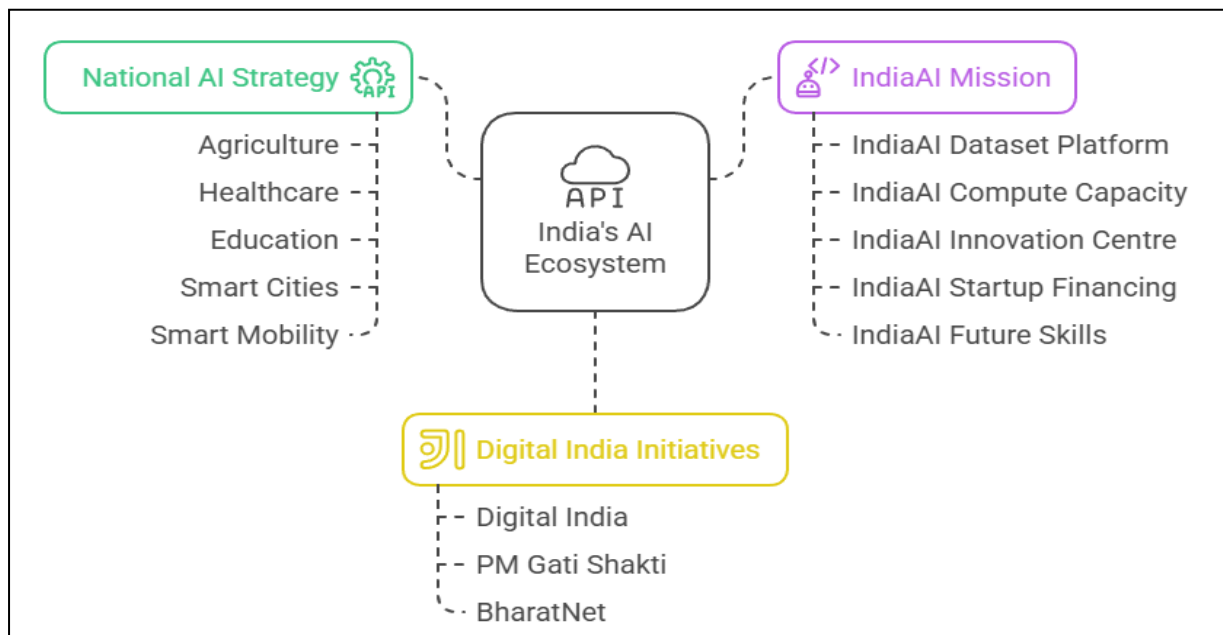 National AI Strategy
API
Agriculture
Healthcare
Education
Smart Cities
Smart Mobility
API
India's AI
Ecosystem
IndiaAI Mission
IndiaAI Dataset Platform
IndiaAI Compute Capacity
IndiaAI Innovation Centre
IndiaAI Startup Financing
IndiaAI Future Skills
Digital India Initiatives
Digital India
PM Gati Shakti
BharatNet